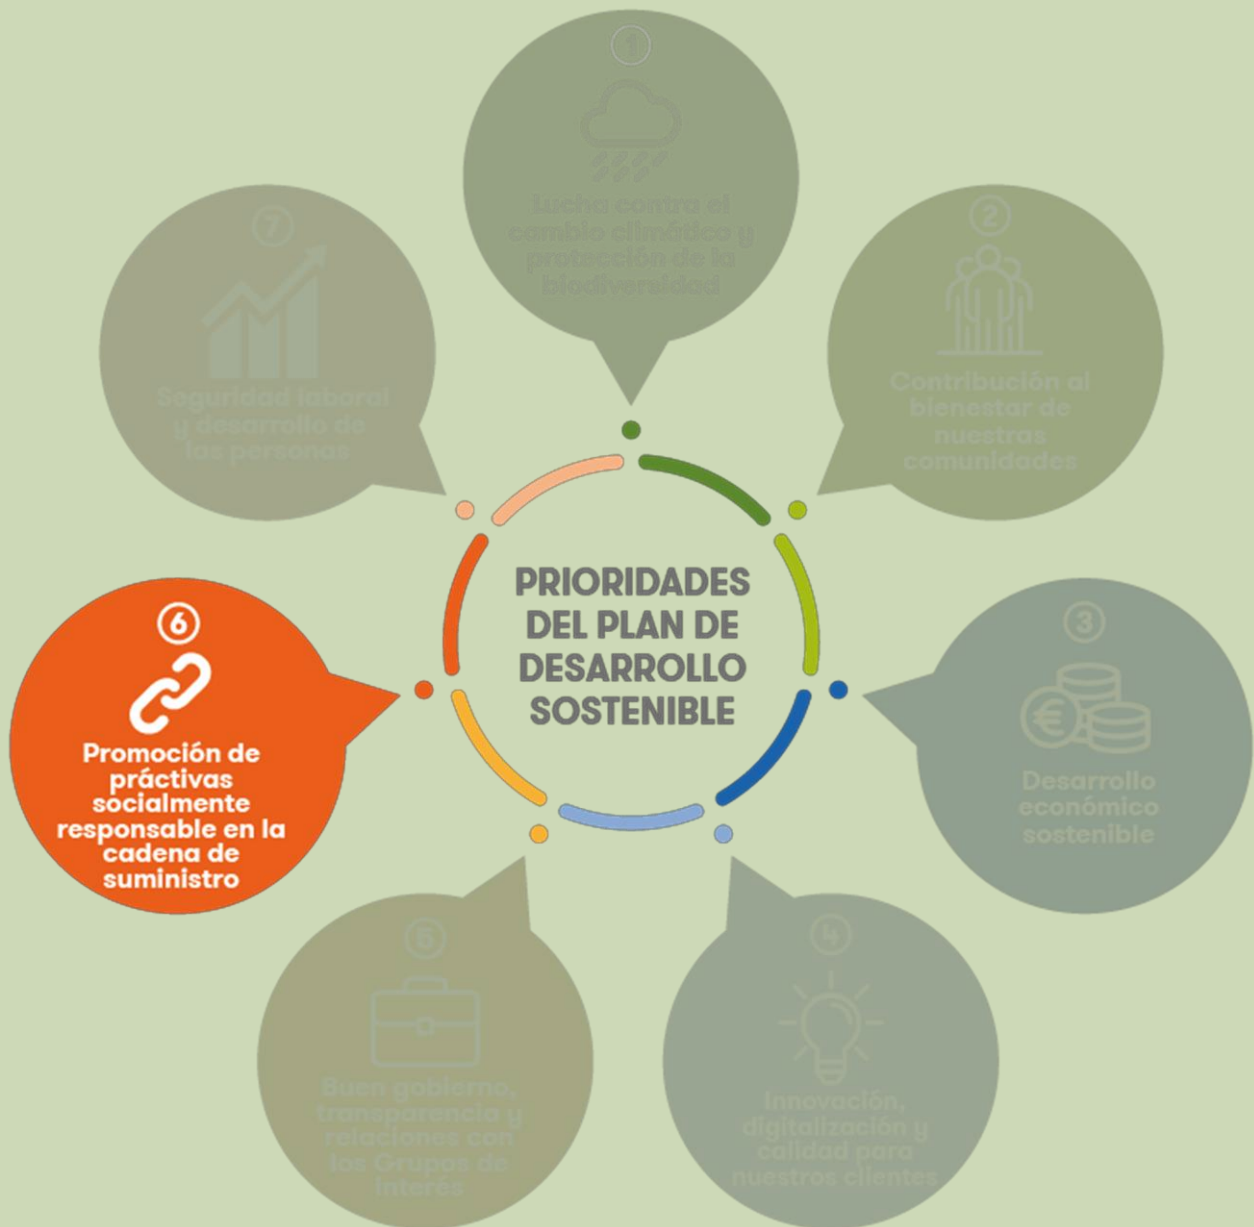 1
Lucha contra el
cambio climático y
protección de la
biodiversidad
2
Contribución al
bienestar de
nuestras
comunidades
3
Desarrollo
económico
sostenible
4
Innovación,
digitalización y
calidad para
nuestros clientes
5
Buen gobierno,
transparencia y
relaciones con
los Grupos de
Interés
6
Promoción de
práctivas
socialmente
responsable en la
cadena de
suministro
7
Seguridad laboral
y desarrollo de
las personas
PRIORIDADES
DEL PLAN DE
DESARROLLO
SOSTENIBLE